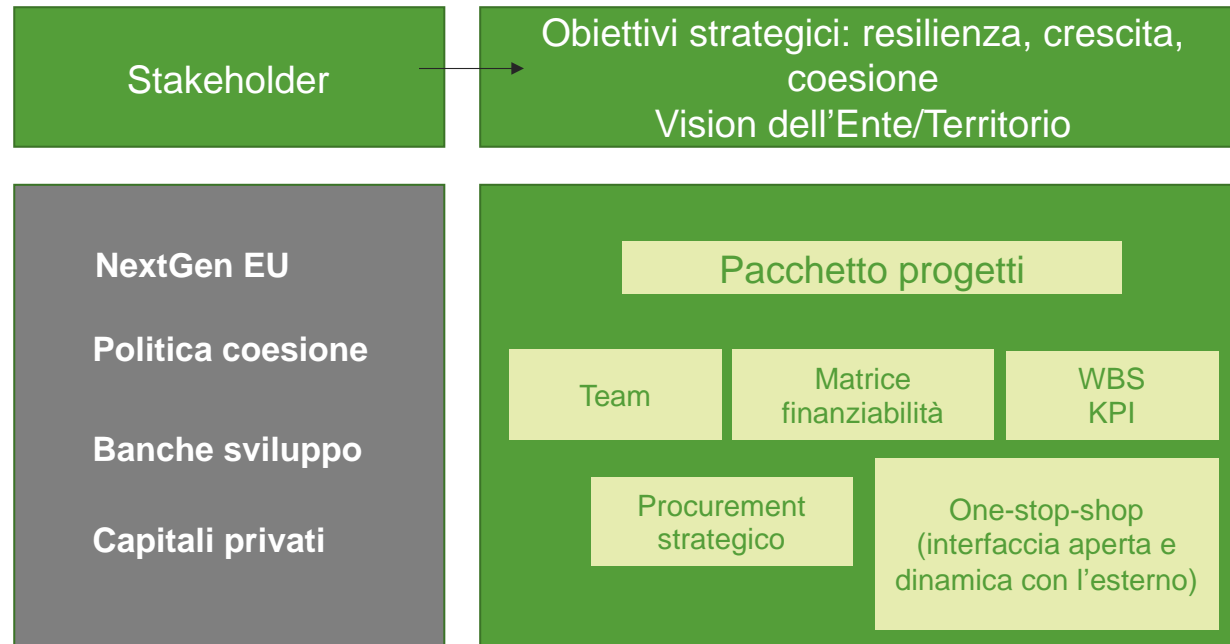 Stakeholder
Obiettivi strategici: resilienza, crescita,
coesione
Vision dell'Ente/Territorio
NextGen EU
Politica coesione
Banche sviluppo
Capitali privati
Pacchetto progetti
Team
Matrice
finanziabilità
WBS
KPI
Procurement
strategico
One-stop-shop
(interfaccia aperta e
dinamica con l'esterno)